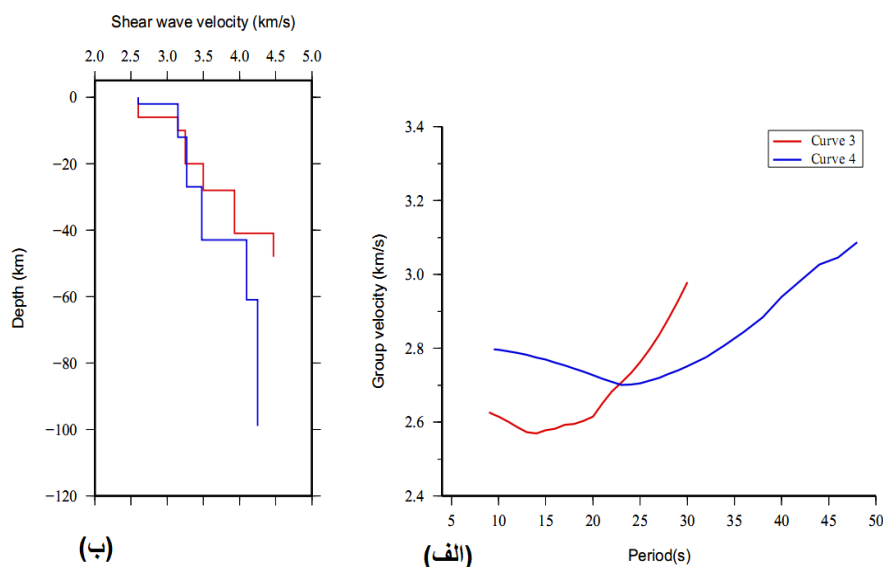 Shear wave velocity (km/s)
2.0 2.5 3.0 3.5 4.0 4.5 5.0
0
−20
−40
−60
−80
−100
−120
Depth (km)
(ب)
3.4
3.2
3.0
2.8
2.6
2.4
Group velocity (km/s)
Curve 3
Curve 4
5 10 15 20 25 30 35 40 45 50
Period(s)
(الف)